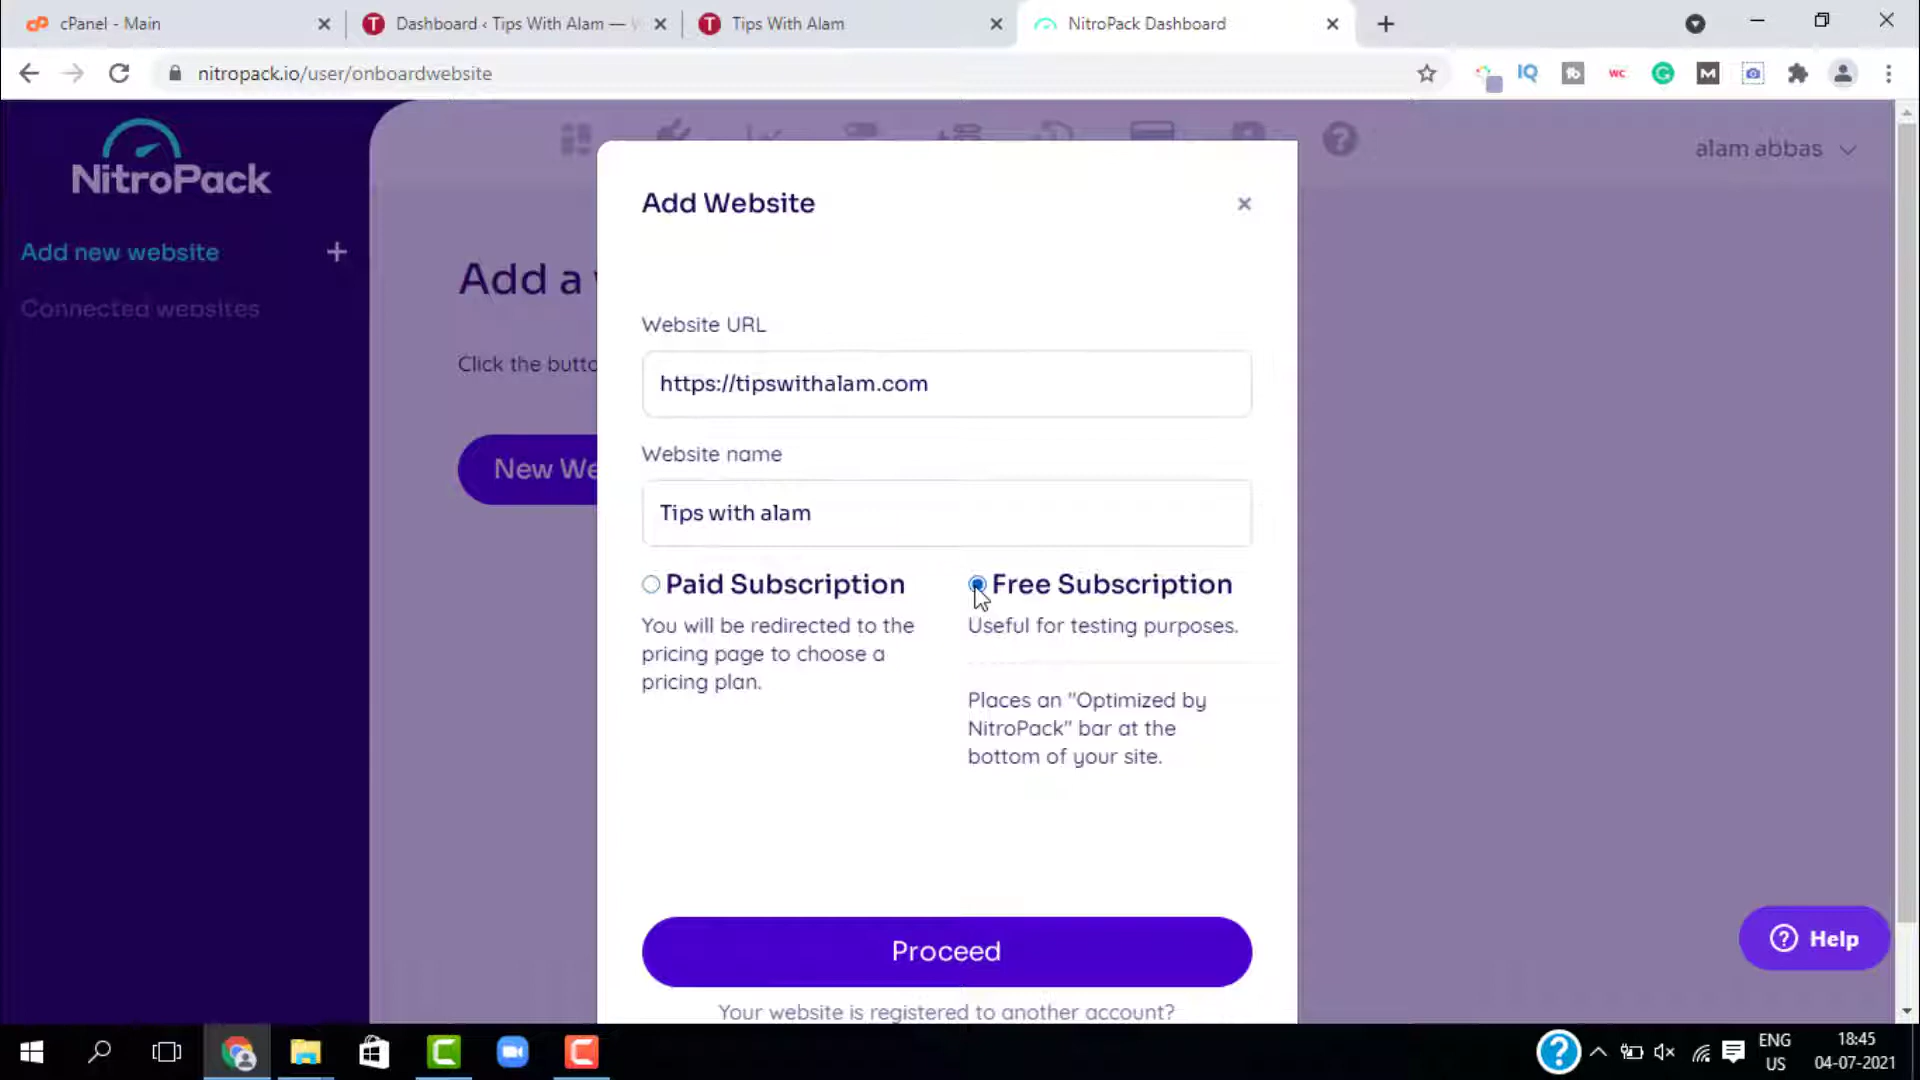 cPanel - Main
Dashboard ‹ Tips With Alam —
Tips With Alam
NitroPack Dashboard
nitropack.io/user/onboardwebsite
NitroPack
alam abbas
Add new website
+
Connected websites
Add a
Click the butto
New We
Add Website
×
Website URL
https://tipswithalam.com
Website name
Tips with alam
Paid Subscription
You will be redirected to the
pricing page to choose a
pricing plan.
Free Subscription
Useful for testing purposes.
Places an "Optimized by
NitroPack" bar at the
bottom of your site.
Proceed
Your website is registered to another account?
Help
ENG
US
18:45
04-07-2021